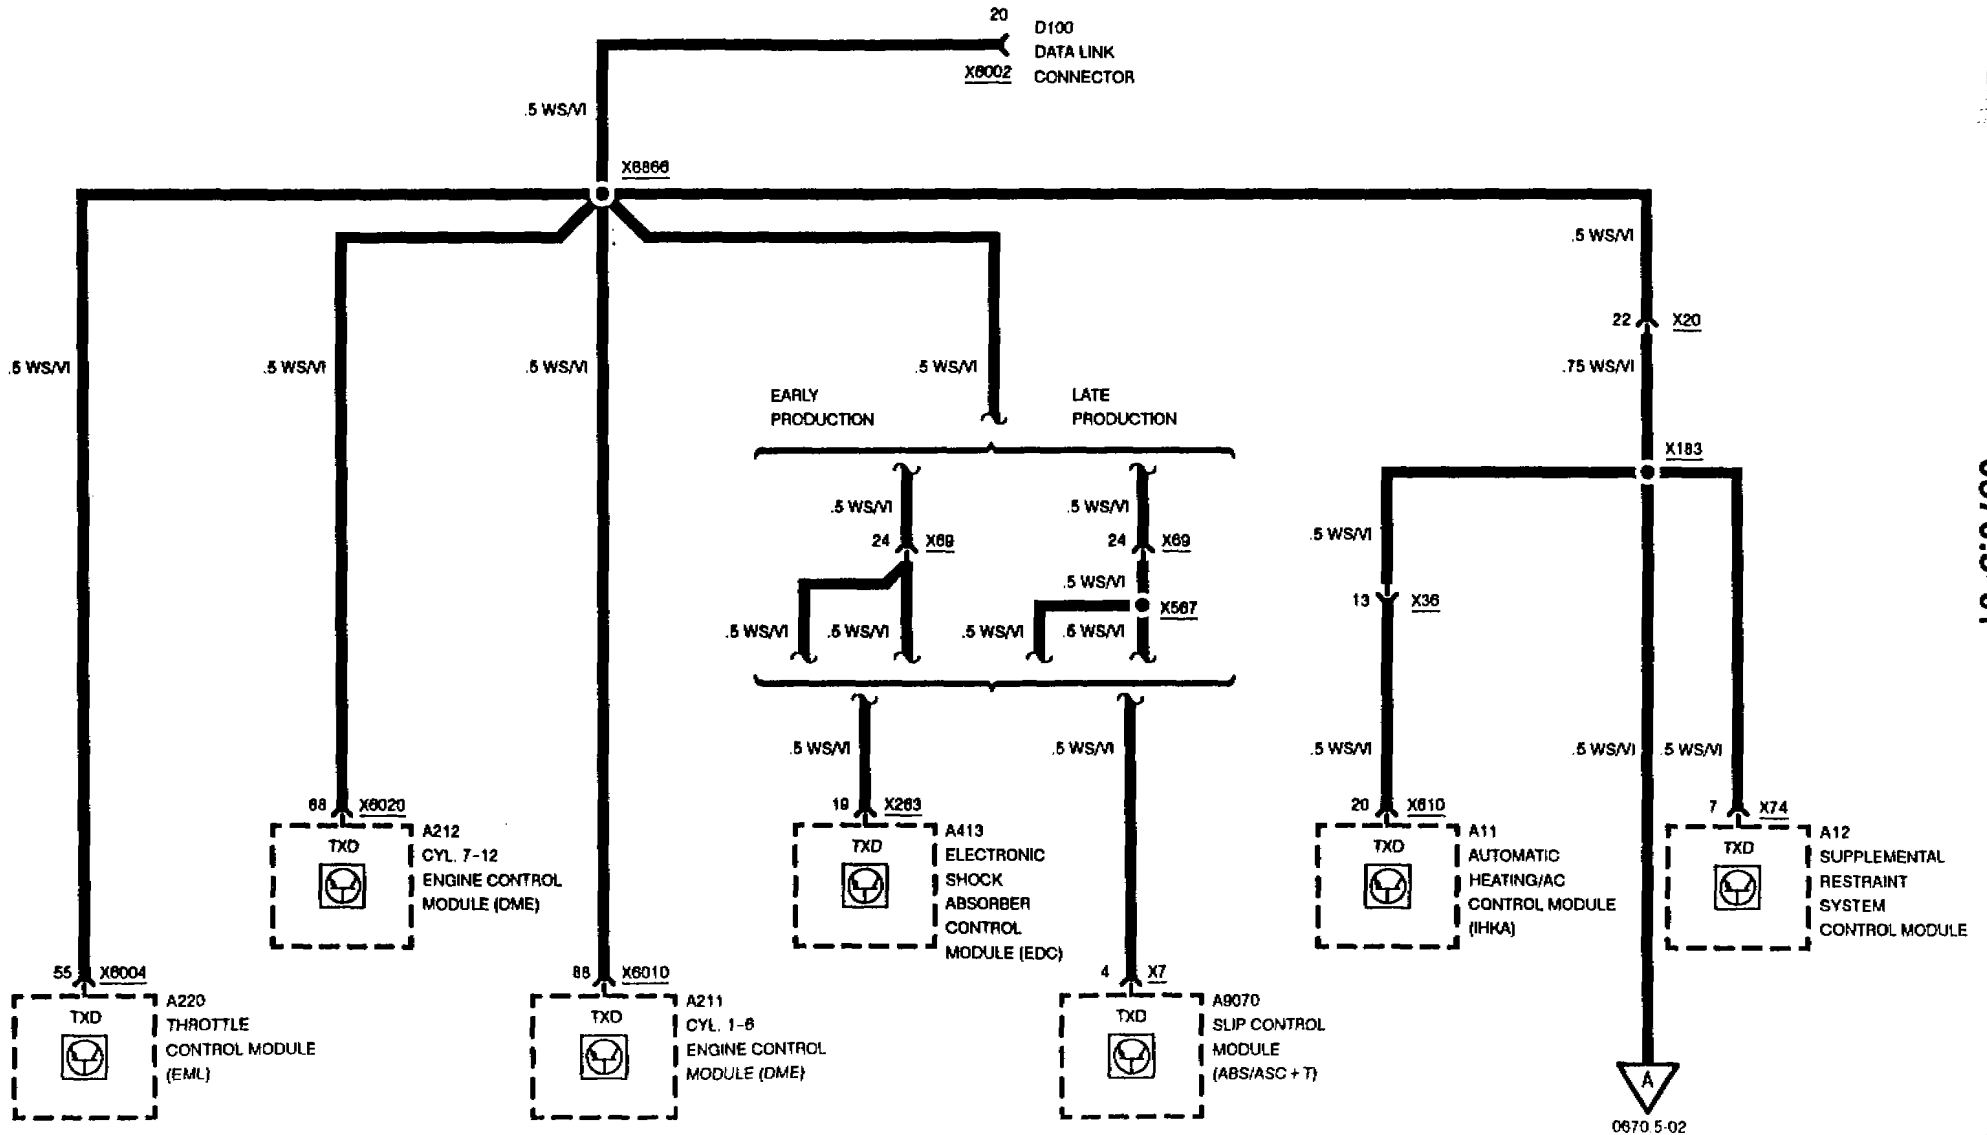 20
D100
DATA LINK
CONNECTOR
X6002
.5 WS/VI
X8866
.5 WS/VI
22 X20
.5 WS/VI .5 WS/VI .5 WS/VI .5 WS/VI .75 WS/VI
EARLY
PRODUCTION
LATE
PRODUCTION
X183
.5 WS/VI .5 WS/VI
24 X69 24 X69
.5 WS/VI
.5 WS/VI
13 X36
X567
.5 WS/VI .5 WS/VI .5 WS/VI .5 WS/VI
.5 WS/VI .5 WS/VI .5 WS/VI .5 WS/VI .5 WS/VI
68 X6020
19 X263
20 X610
7 X74
TXD
A212
CYL. 7-12
ENGINE CONTROL
MODULE (DME)
TXD
A413
ELECTRONIC
SHOCK
ABSORBER
CONTROL
MODULE (EDC)
TXD
A11
AUTOMATIC
HEATING/AC
CONTROL MODULE
(IHKA)
TXD
A12
SUPPLEMENTAL
RESTRAINT
SYSTEM
CONTROL MODULE
55 X6004
88 X6010
4 X7
TXD
A220
THROTTLE
CONTROL MODULE
(EML)
TXD
A211
CYL. 1-6
ENGINE CONTROL
MODULE (DME)
TXD
A9070
SLIP CONTROL
MODULE
(ABS/ASC + T)
A
0670.5-02